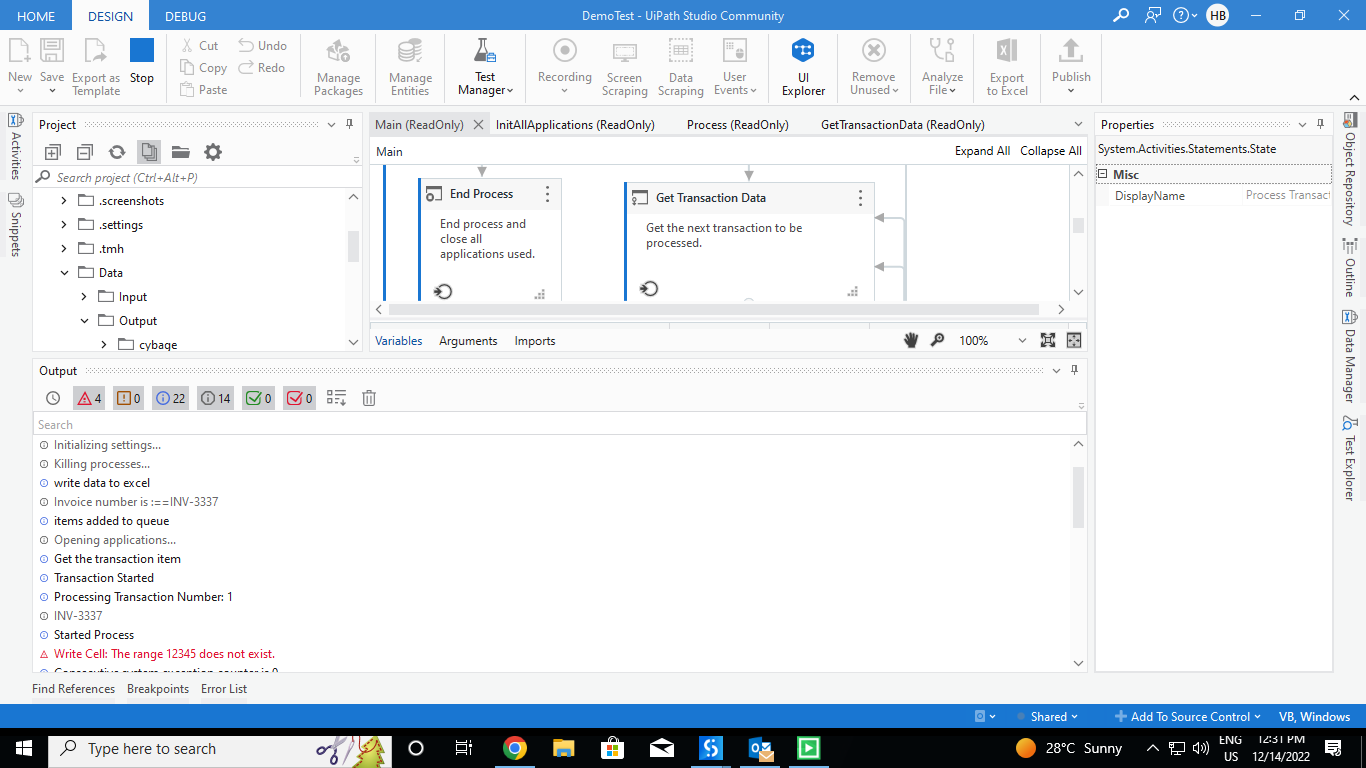 HOME
DESIGN
DEBUG
DemoTest - UiPath Studio Community
HB
New
Save
Export as Template
Stop
Cut
Copy
Paste
Undo
Redo
Manage Packages
Manage Entities
Test Manager
Recording
Screen Scraping
Data Scraping
User Events
UI Explorer
Remove Unused
Analyze File
Export to Excel
Publish
Activities
Snippets
Project
Search project (Ctrl+Alt+P)
.screenshots
.settings
.tmh
Data
Input
Output
cybage
Main (ReadOnly)
InitAllApplications (ReadOnly)
Process (ReadOnly)
GetTransactionData (ReadOnly)
Main
Expand All
Collapse All
End Process
End process and
close all
applications used.
Get Transaction Data
Get the next transaction to be
processed.
Variables
Arguments
Imports
100%
Properties
System.Activities.Statements.State
Misc
DisplayName
Process Transact
Object Repository
Outline
Data Manager
Test Explorer
Output
4
0
22
14
0
0
Search
Initializing settings...
Killing processes...
write data to excel
Invoice number is :==INV-3337
items added to queue
Opening applications...
Get the transaction item
Transaction Started
Processing Transaction Number: 1
INV-3337
Started Process
Write Cell: The range 12345 does not exist.
Consecutive system exception counter is 0.
Find References
Breakpoints
Error List
Shared
Add To Source Control
VB, Windows
Type here to search
28°C Sunny
ENG
US
12:31 PM
12/14/2022